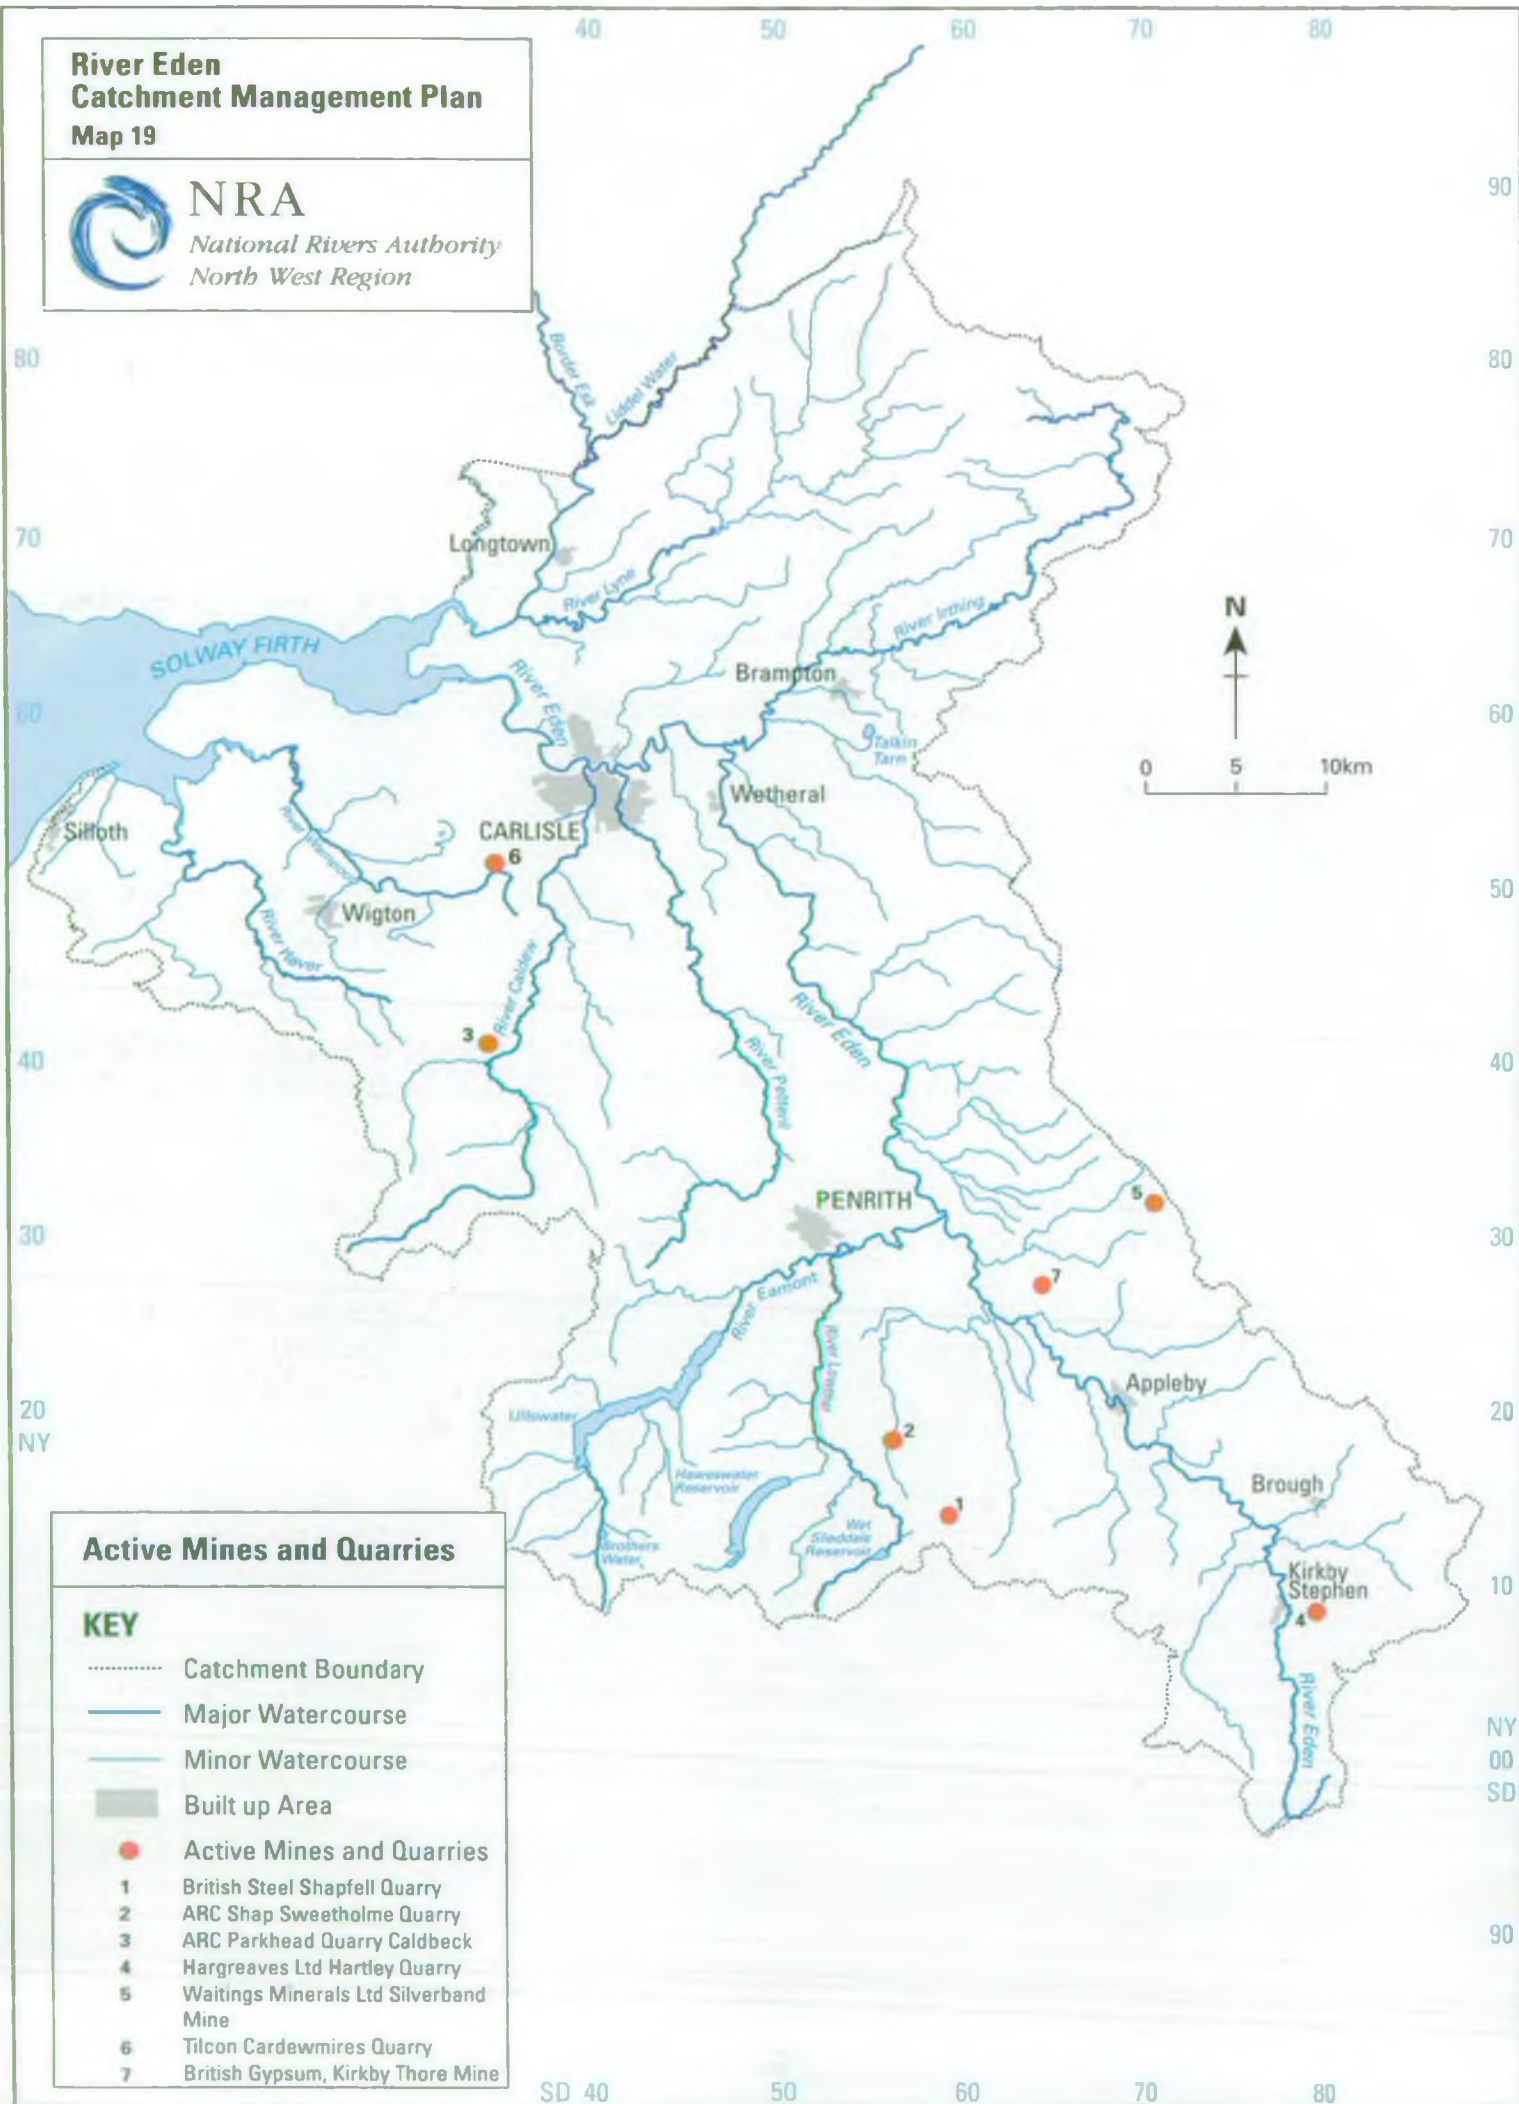 40 50 60 70 80
River Eden
Catchment Management Plan
Map 19
NRA
National Rivers Authority
North West Region
90
80
80
Border Esk
Liddel Water
70
70
Longtown
River Lyne
River Irthing
N
SOLWAY FIRTH
Brampton
60
60
River Eden
Talkin
Tarn
0 5 10km
Wetheral
Silloth
CARLISLE
6
River
50
Wigton
River Waver
River Caldew
River Eden
3
40
40
River Petteril
5
PENRITH
30
30
7
River Eamont
River Lowther
Appleby
20
NY
20
Ullswater
2
Haweswater
Reservoir
Brough
1
Wet
Sleddale
Reservoir
Brothers
Water
Kirkby
Stephen
10
4
River Eden
NY
00
SD
90
Active Mines and Quarries
KEY
Catchment Boundary
Major Watercourse
Minor Watercourse
Built up Area
Active Mines and Quarries
1 British Steel Shapfell Quarry
2 ARC Shap Sweetholme Quarry
3 ARC Parkhead Quarry Caldbeck
4 Hargreaves Ltd Hartley Quarry
5 Waitings Minerals Ltd Silverband
Mine
6 Tilcon Cardewmires Quarry
7 British Gypsum, Kirkby Thore Mine
SD 40 50 60 70 80